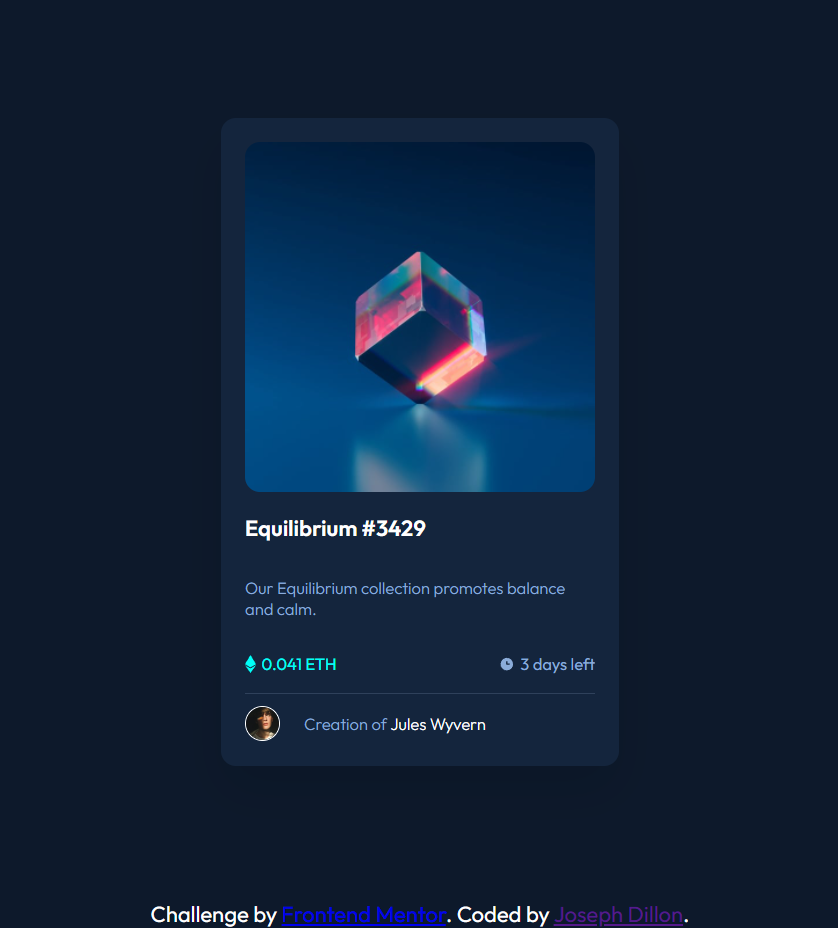 Equilibrium #3429
Our Equilibrium collection promotes balance
and calm.
0.041 ETH
3 days left
Creation of Jules Wyvern
Challenge by Frontend Mentor. Coded by Joseph Dillon.